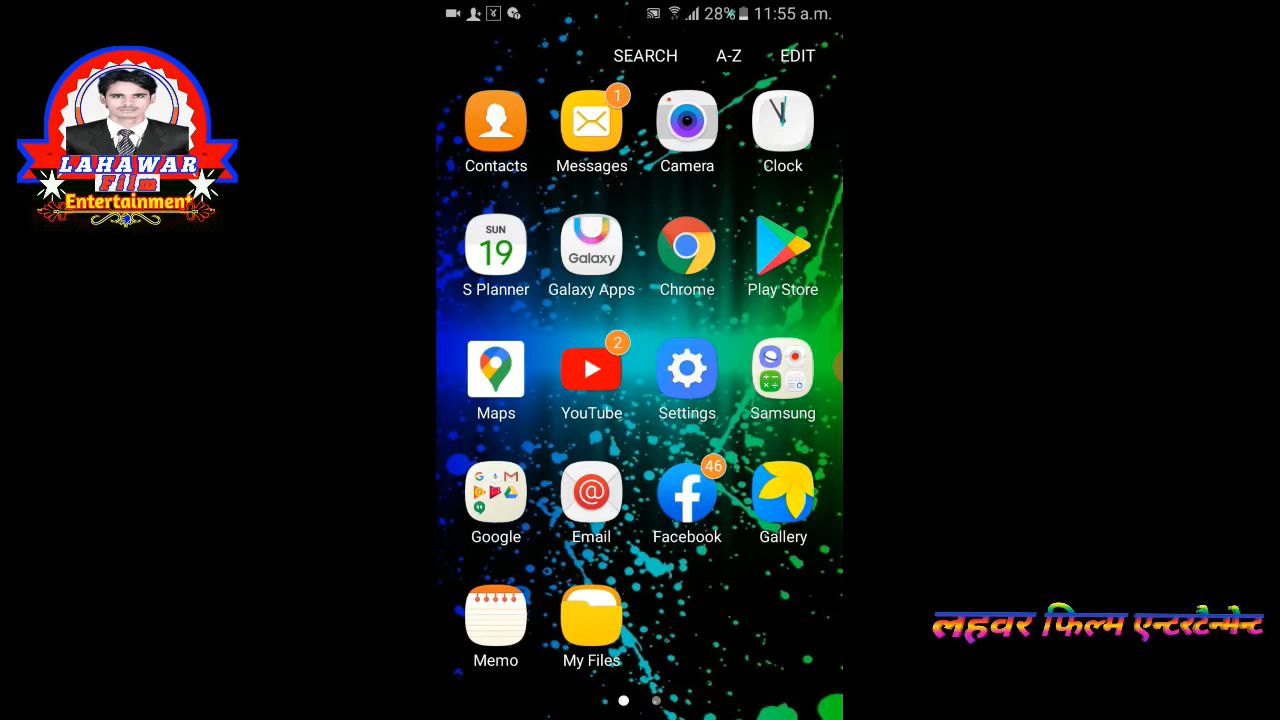 28% 11:55 a.m.
SEARCH A-Z EDIT
LAHAWAR
Film
Entertainment
1
Contacts Messages Camera Clock
SUN
19
Galaxy
S Planner Galaxy Apps Chrome Play Store
2
Maps YouTube Settings Samsung
46
Google Email Facebook Gallery
लहवर फिल्म एन्टरटैन्मेन्ट
Memo My Files